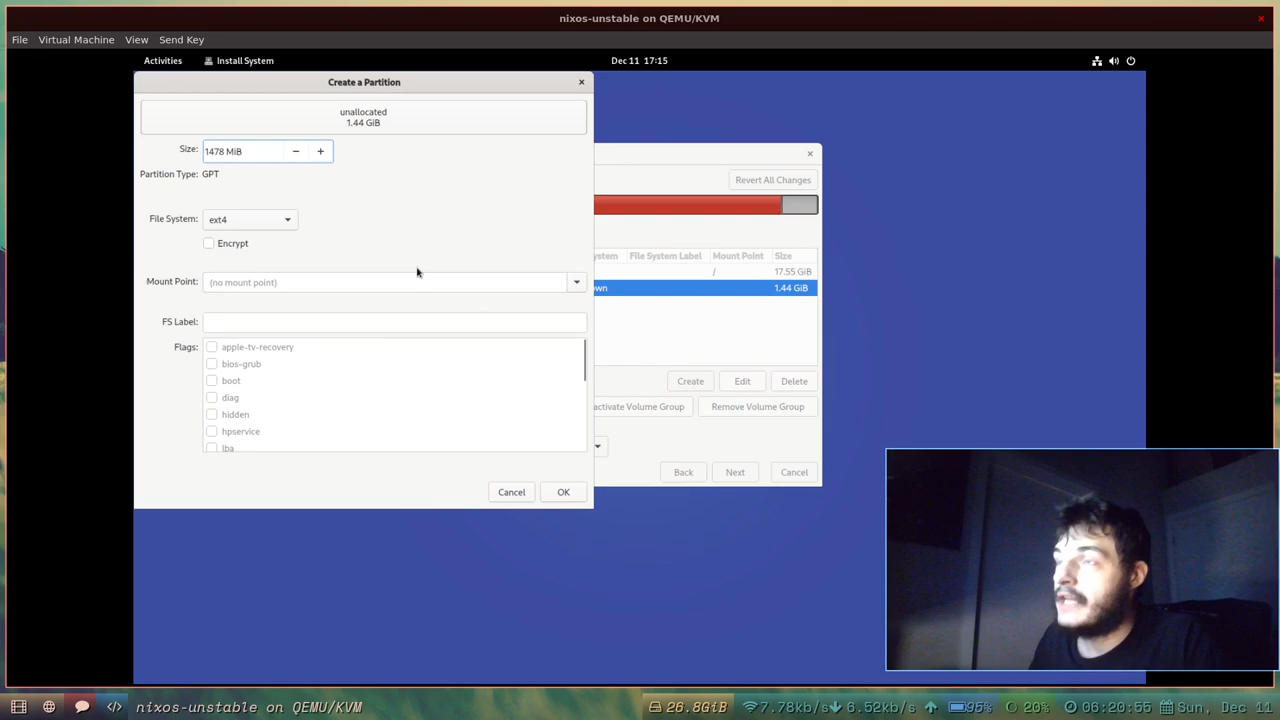 nixos-unstable on QEMU/KVM
File Virtual Machine View Send Key
Activities Install System Dec 11 17:15
Create a Partition
unallocated
1.44 GiB
Size: 1478 MiB
Partition Type: GPT
File System: ext4
Encrypt
Mount Point: (no mount point)
FS Label:
Flags: apple-tv-recovery
bios-grub
boot
diag
hidden
hpservice
lba
Cancel OK
Revert All Changes
File System Label Mount Point Size
/ 17.55 GiB
1.44 GiB
Create Edit Delete
Volume Group Remove Volume Group
Back Next Cancel
nixos-unstable on QEMU/KVM 26.8GiB 7.78kb/s 6.52kb/s 95% 20% 06:20:55 Sun, Dec 11